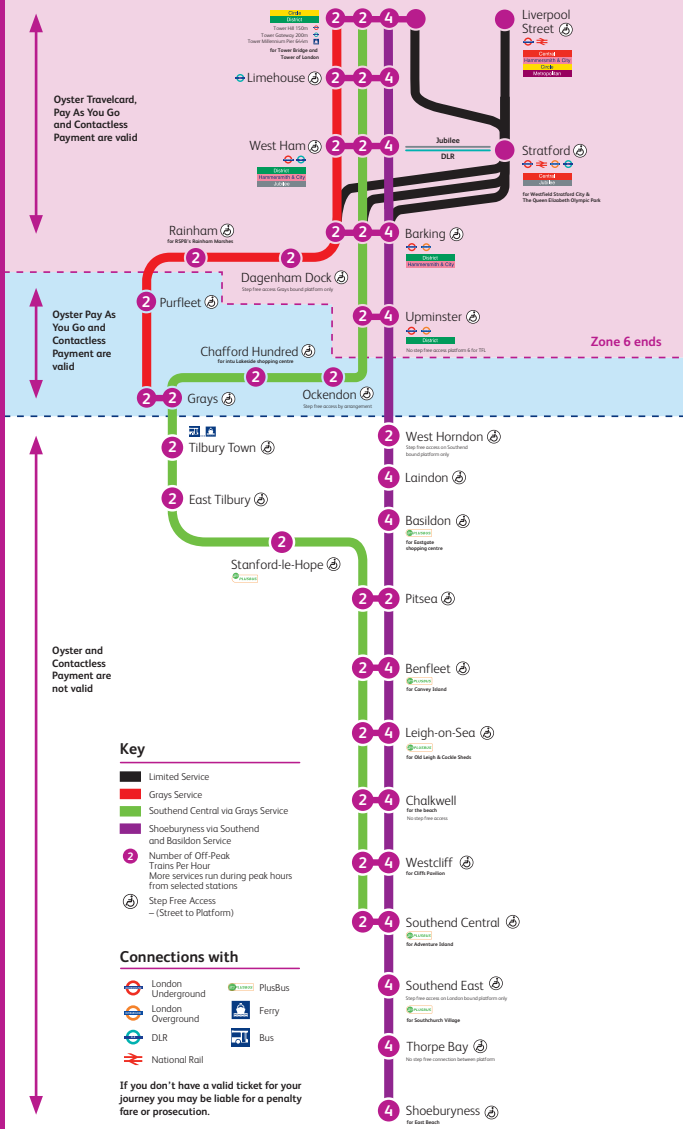 Circle
District
Tower Hill 150m
Tower Gateway 200m
Tower Millennium Pier 644m
for Tower Bridge and
Tower of London
2 2 4
Liverpool
Street
Central
Hammersmith & City
Circle
Metropolitan
Limehouse
2 2 4
Oyster Travelcard,
Pay As You Go
and Contactless
Payment are valid
West Ham
District
Hammersmith & City
Jubilee
2 2 4
Jubilee
DLR
Stratford
Central
Jubilee
for Westfield Stratford City &
The Queen Elizabeth Olympic Park
Rainham
for RSPB's Rainham Marshes
2 2
Dagenham Dock
Step free access Grays bound platform only
2 2 4
Barking
District
Hammersmith & City
2
Purfleet
Oyster Pay As
You Go and
Contactless
Payment are
valid
2 4
Upminster
District
No step free access platform 6 for TFL
Zone 6 ends
Chafford Hundred
for intu Lakeside shopping centre
2 2
Ockendon
Step free access by arrangement
2 2
Grays
Tilbury Town
2
East Tilbury
2
2
Stanford-le-Hope
PLUSBUS
2
West Horndon
Step free access on Southend
bound platform only
4
Laindon
4
Basildon
PLUSBUS
for Eastgate
shopping centre
2 2
Pitsea
Oyster and
Contactless
Payment are
not valid
2 4
Benfleet
PLUSBUS
for Canvey Island
2 4
Leigh-on-Sea
PLUSBUS
for Old Leigh & Cockle Sheds
2 4
Chalkwell
for the beach
No step free access
2 4
Westcliff
for Cliffs Pavilion
2 4
Southend Central
PLUSBUS
for Adventure Island
4
Southend East
Step free access on London bound platform only
PLUSBUS
for Southchurch Village
4
Thorpe Bay
No step free connection between platform
4
Shoeburyness
for East Beach
Key
Limited Service
Grays Service
Southend Central via Grays Service
Shoeburyness via Southend
and Basildon Service
2
Number of Off-Peak
Trains Per Hour
More services run during peak hours
from selected stations
Step Free Access
– (Street to Platform)
Connections with
London
Underground
London
Overground
DLR
National Rail
PLUSBUS
PlusBus
Ferry
Bus
If you don't have a valid ticket for your
journey you may be liable for a penalty
fare or prosecution.